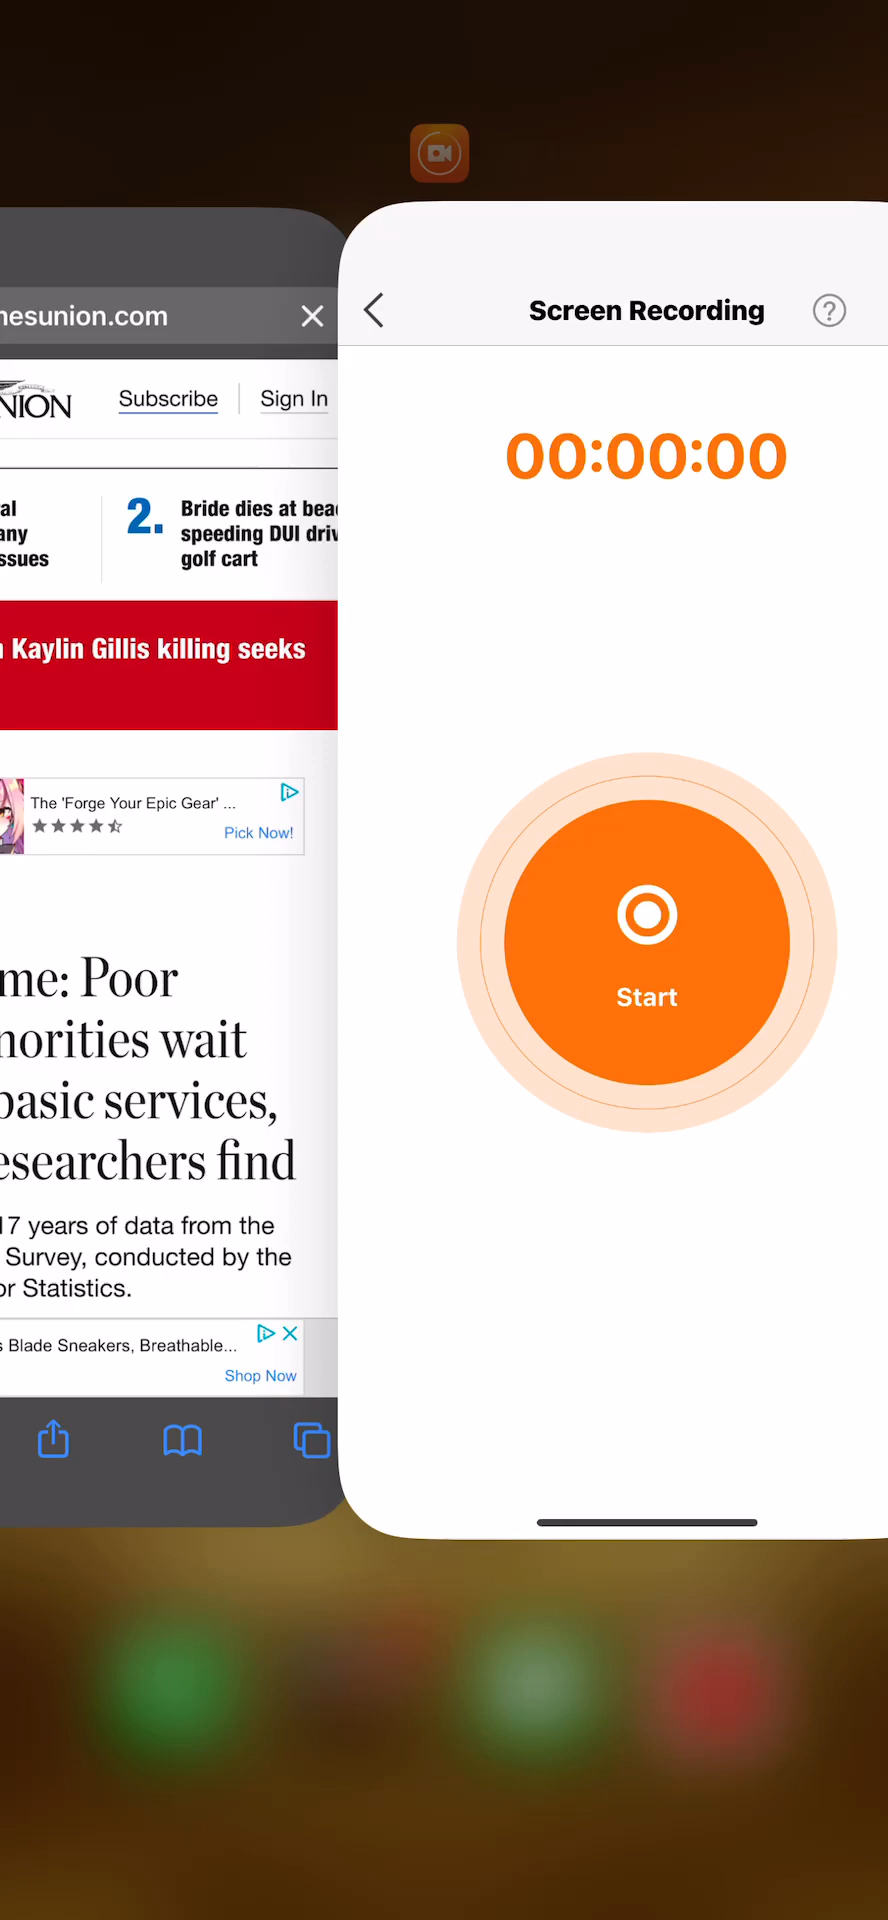 nesunion.com
NION
Subscribe
Sign In
al
any
ssues
2.
Bride dies at bea
speeding DUI driv
golf cart
Kaylin Gillis killing seeks
The 'Forge Your Epic Gear' ...
Pick Now!
me: Poor
norities wait
basic services,
esearchers find
17 years of data from the
Survey, conducted by the
or Statistics.
s Blade Sneakers, Breathable...
Shop Now
Screen Recording
?
00:00:00
Start